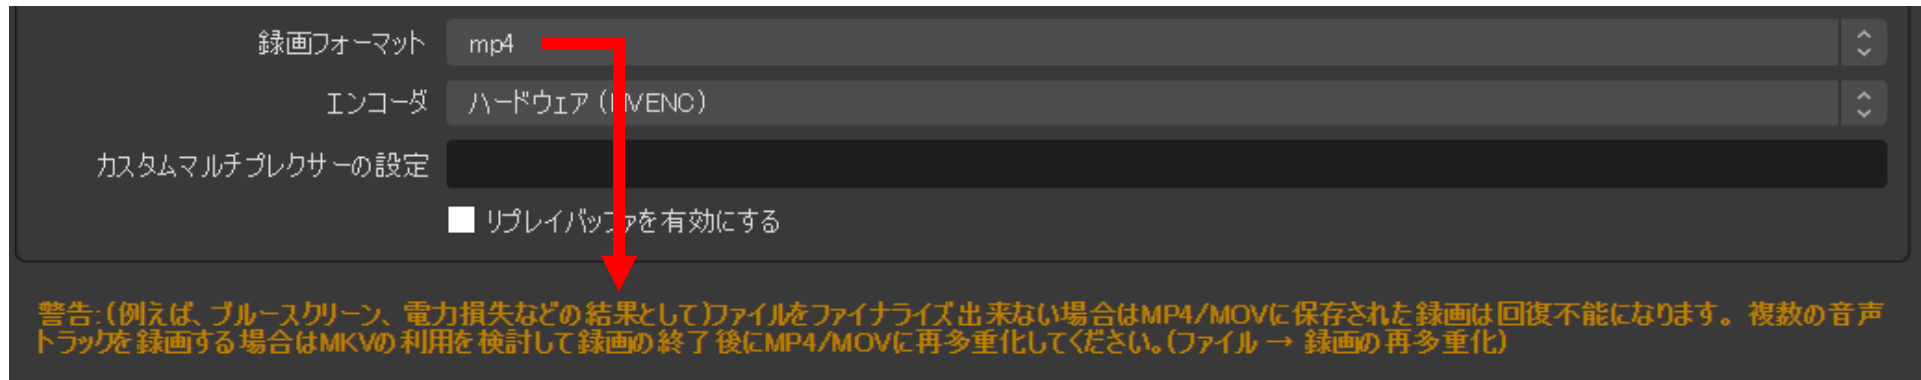 録画フォーマット mp4
エンコーダ ハードウェア (NVENC)
カスタムマルチプレクサーの設定
リプレイバッファを有効にする
警告:(例えば、ブルースクリーン、電力損失などの結果として)ファイルをファイナライズ出来ない場合はMP4/MOVに保存された録画は回復不能になります。複数の音声
トラックを録画する場合はMKVの利用を検討して録画の終了後にMP4/MOVに再多重化してください。(ファイル → 録画の再多重化)